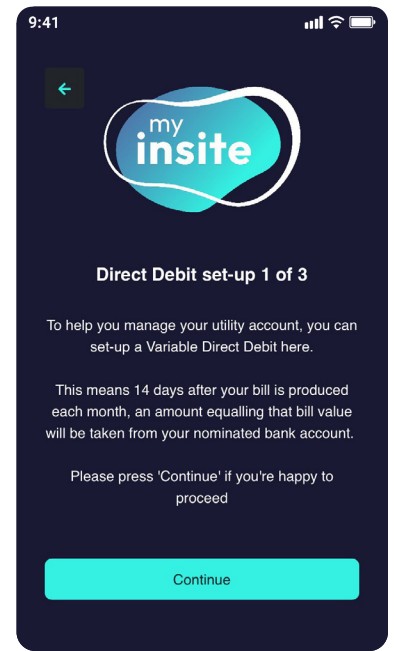 9:41
my
insite
Direct Debit set-up 1 of 3
To help you manage your utility account, you can
set-up a Variable Direct Debit here.
This means 14 days after your bill is produced
each month, an amount equalling that bill value
will be taken from your nominated bank account.
Please press 'Continue' if you're happy to
proceed
Continue